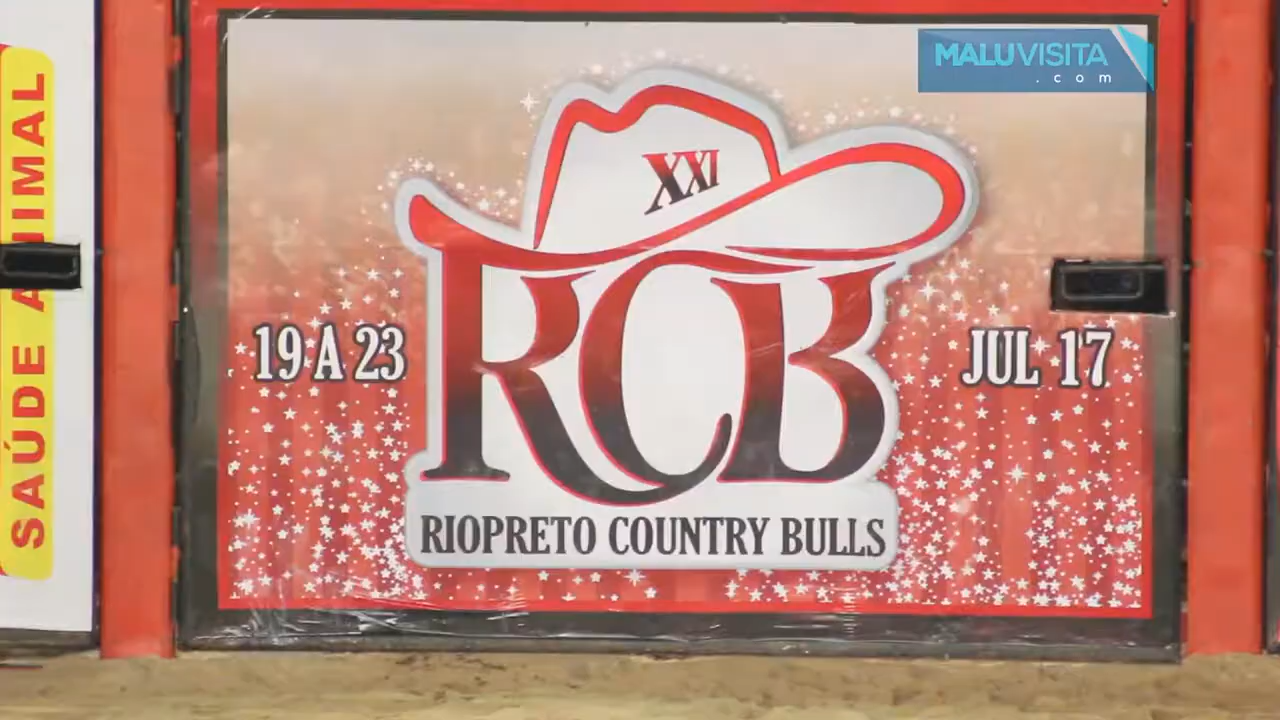 MALUVISITA
.com
XXI
RCB
19 A 23
JUL 17
RIOPRETO COUNTRY BULLS
SAÚDE ANIMAL